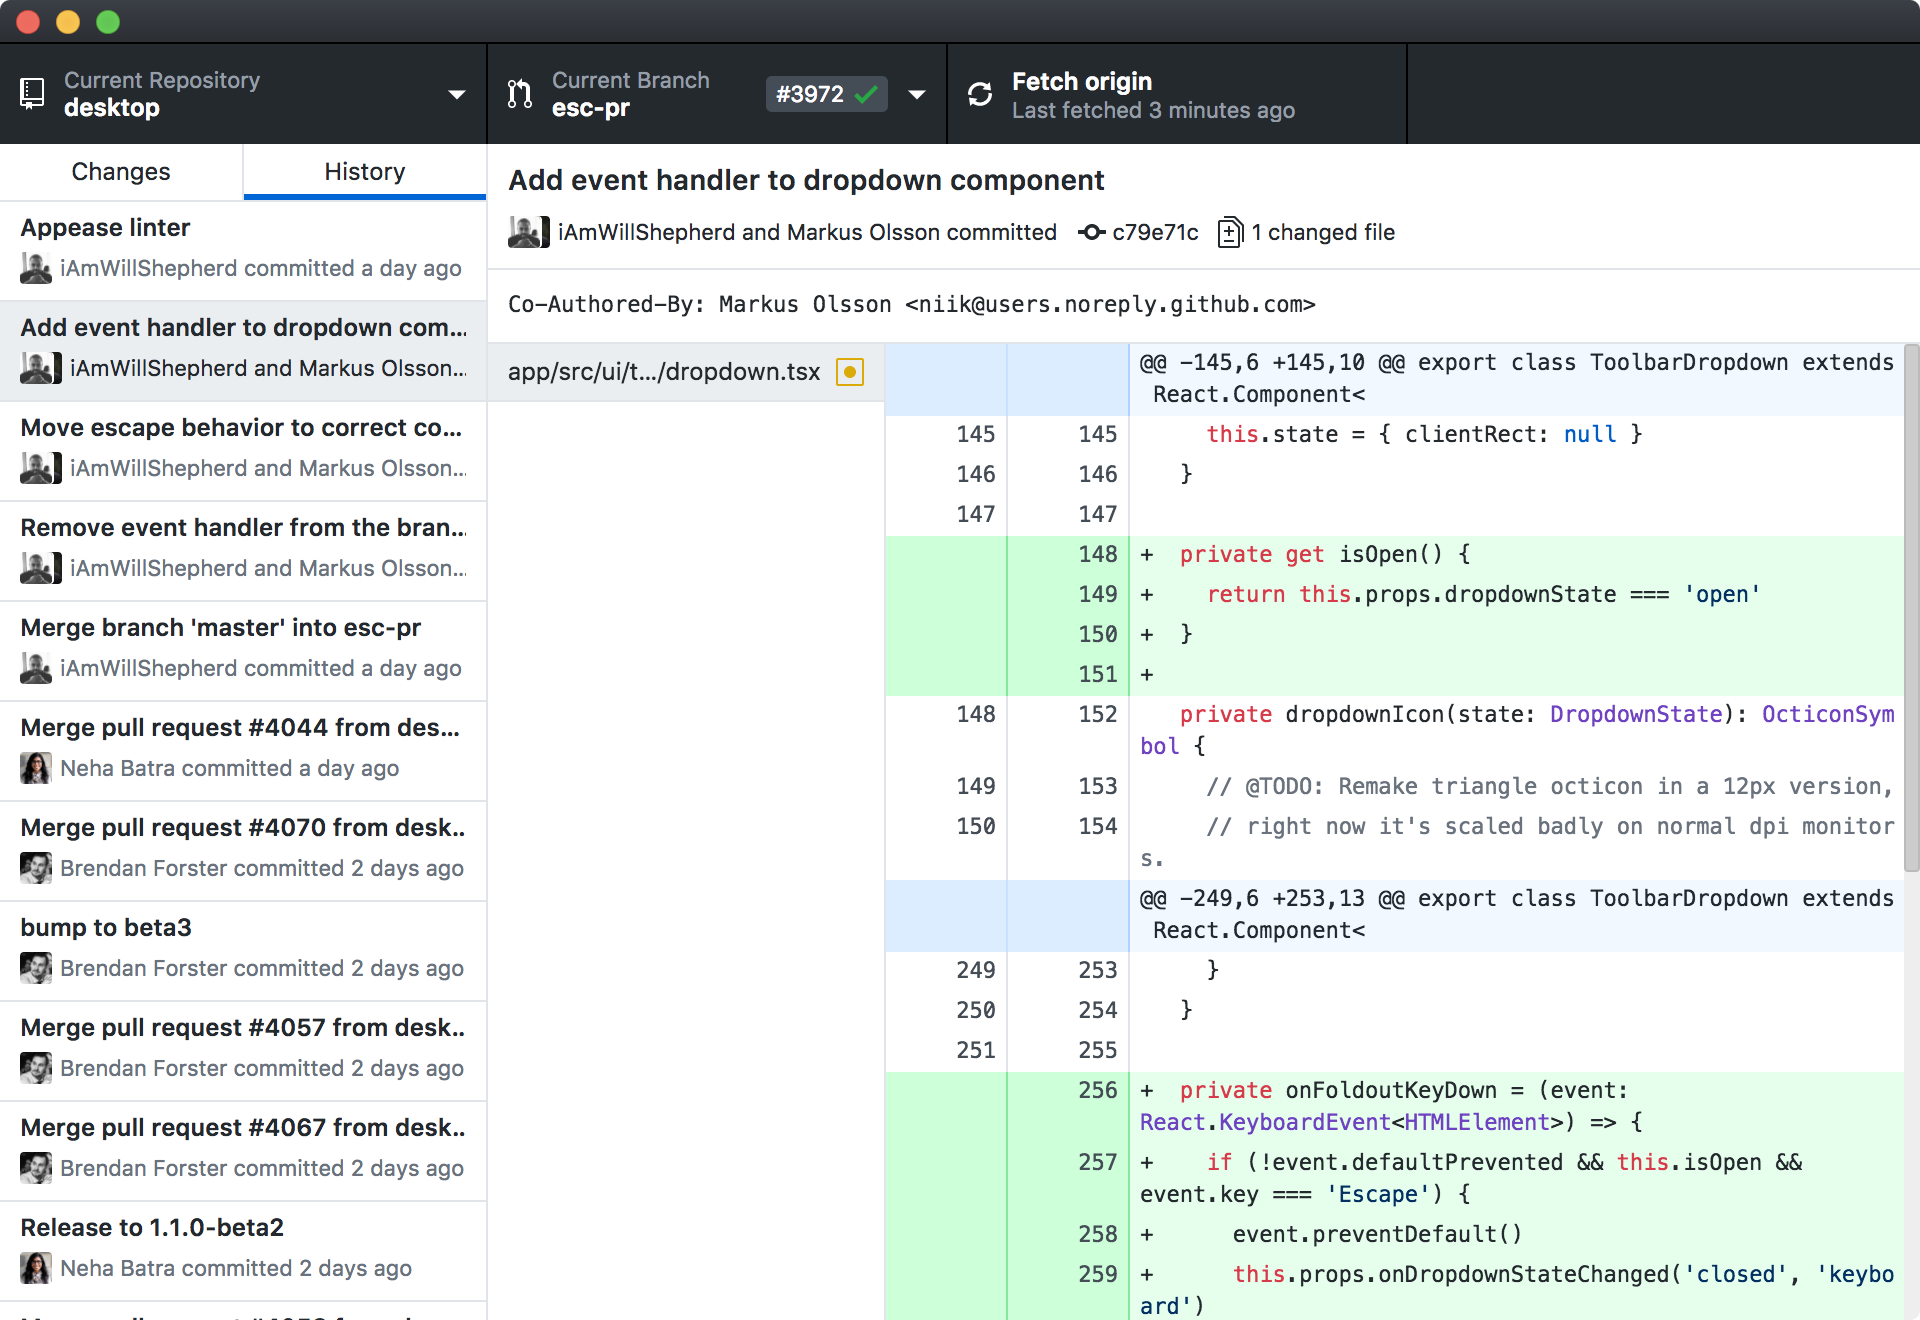 Current Repository
desktop
Current Branch
esc-pr
#3972
Fetch origin
Last fetched 3 minutes ago
Changes
History
Appease linter
iAmWillShepherd committed a day ago
Add event handler to dropdown com...
iAmWillShepherd and Markus Olsson...
Move escape behavior to correct co...
iAmWillShepherd and Markus Olsson...
Remove event handler from the bran...
iAmWillShepherd and Markus Olsson...
Merge branch 'master' into esc-pr
iAmWillShepherd committed a day ago
Merge pull request #4044 from des...
Neha Batra committed a day ago
Merge pull request #4070 from desk..
Brendan Forster committed 2 days ago
bump to beta3
Brendan Forster committed 2 days ago
Merge pull request #4057 from desk..
Brendan Forster committed 2 days ago
Merge pull request #4067 from desk..
Brendan Forster committed 2 days ago
Release to 1.1.0-beta2
Neha Batra committed 2 days ago
Add event handler to dropdown component
iAmWillShepherd and Markus Olsson committed c79e71c 1 changed file
Co-Authored-By: Markus Olsson <niik@users.noreply.github.com>
app/src/ui/t.../dropdown.tsx
@@ -145,6 +145,10 @@ export class ToolbarDropdown extends
React.Component<
145 145 this.state = { clientRect: null }
146 146 }
147 147
148 + private get isOpen() {
149 + return this.props.dropdownState === 'open'
150 + }
151 +
148 152 private dropdownIcon(state: DropdownState): OcticonSym
bol {
149 153 // @TODO: Remake triangle octicon in a 12px version,
150 154 // right now it's scaled badly on normal dpi monitor
s.
@@ -249,6 +253,13 @@ export class ToolbarDropdown extends
React.Component<
249 253 }
250 254 }
251 255
256 + private onFoldoutKeyDown = (event:
React.KeyboardEvent<HTMLElement>) => {
257 + if (!event.defaultPrevented && this.isOpen &&
event.key === 'Escape') {
258 + event.preventDefault()
259 + this.props.onDropdownStateChanged('closed', 'keybo
ard')